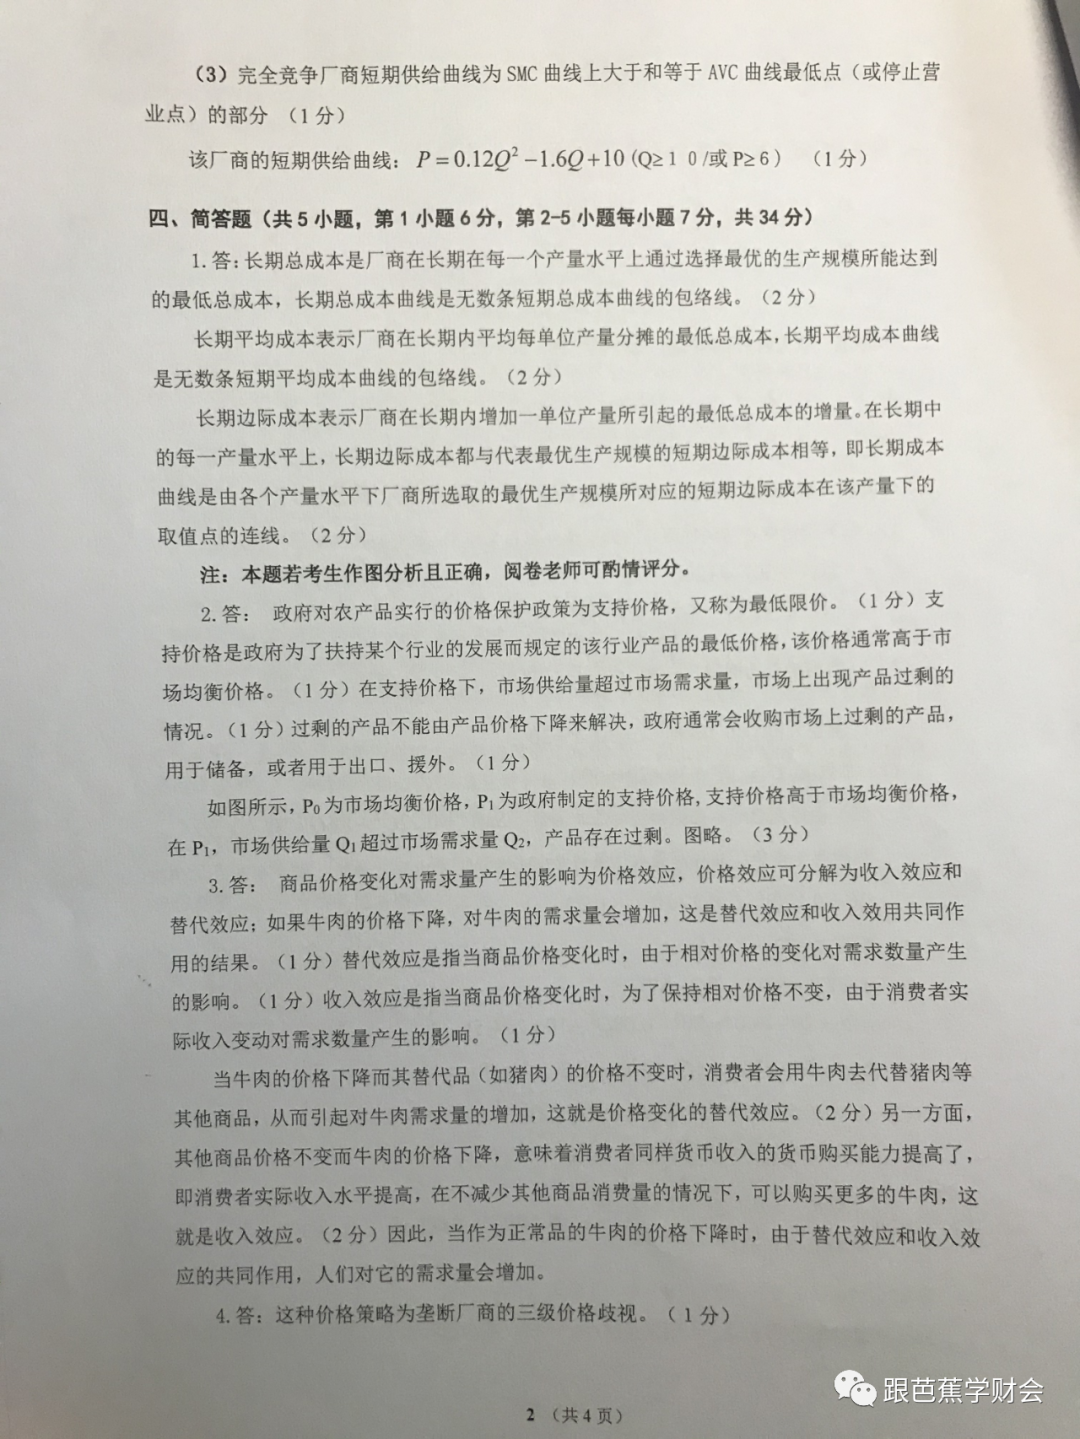 （3）完全竞争厂商短期供给曲线为 SMC 曲线上大于和等于 AVC 曲线最低点（或停止营
业点）的部分 （1 分）
该厂商的短期供给曲线：P = 0.12Q² −1.6Q +10 (Q≥１０/或 P≥６) （1 分）
四、简答题（共 5 小题，第 1 小题 6 分，第 2-5 小题每小题 7 分，共 34 分）
1. 答：长期总成本是厂商在长期在每一个产量水平上通过选择最优的生产规模所能达到
的最低总成本，长期总成本曲线是无数条短期总成本曲线的包络线。（2 分）
长期平均成本表示厂商在长期内平均每单位产量分摊的最低总成本，长期平均成本曲线
是无数条短期平均成本曲线的包络线。（2 分）
长期边际成本表示厂商在长期内增加一单位产量所引起的最低总成本的增量。在长期中
的每一产量水平上，长期边际成本都与代表最优生产规模的短期边际成本相等，即长期成本
曲线是由各个产量水平下厂商所选取的最优生产规模所对应的短期边际成本在该产量下的
取值点的连线。（2 分）
注：本题若考生作图分析且正确，阅卷老师可酌情评分。
2. 答： 政府对农产品实行的价格保护政策为支持价格，又称为最低限价。（1 分）支
持价格是政府为了扶持某个行业的发展而规定的该行业产品的最低价格，该价格通常高于市
场均衡价格。（1 分）在支持价格下，市场供给量超过市场需求量，市场上出现产品过剩的
情况。（1 分）过剩的产品不能由产品价格下降来解决，政府通常会收购市场上过剩的产品，
用于储备，或者用于出口、援外。（1 分）
如图所示，P₀ 为市场均衡价格，P₁ 为政府制定的支持价格，支持价格高于市场均衡价格，
在 P₁，市场供给量 Q₁ 超过市场需求量 Q₂，产品存在过剩。图略。（3 分）
3. 答： 商品价格变化对需求量产生的影响为价格效应，价格效应可分解为收入效应和
替代效应；如果牛肉的价格下降，对牛肉的需求量会增加，这是替代效应和收入效用共同作
用的结果。（1 分）替代效应是指当商品价格变化时，由于相对价格的变化对需求数量产生
的影响。（1 分）收入效应是指当商品价格变化时，为了保持相对价格不变，由于消费者实
际收入变动对需求数量产生的影响。（1 分）
当牛肉的价格下降而其替代品（如猪肉）的价格不变时，消费者会用牛肉去代替猪肉等
其他商品，从而引起对牛肉需求量的增加，这就是价格变化的替代效应。（2 分）另一方面，
其他商品价格不变而牛肉的价格下降，意味着消费者同样货币收入的货币购买能力提高了，
即消费者实际收入水平提高，在不减少其他商品消费量的情况下，可以购买更多的牛肉，这
就是收入效应。（2 分）因此，当作为正常品的牛肉的价格下降时，由于替代效应和收入效
应的共同作用，人们对它的需求量会增加。
4. 答：这种价格策略为垄断厂商的三级价格歧视。（ 1 分）
跟芭蕉学财会
2 （共 4 页）